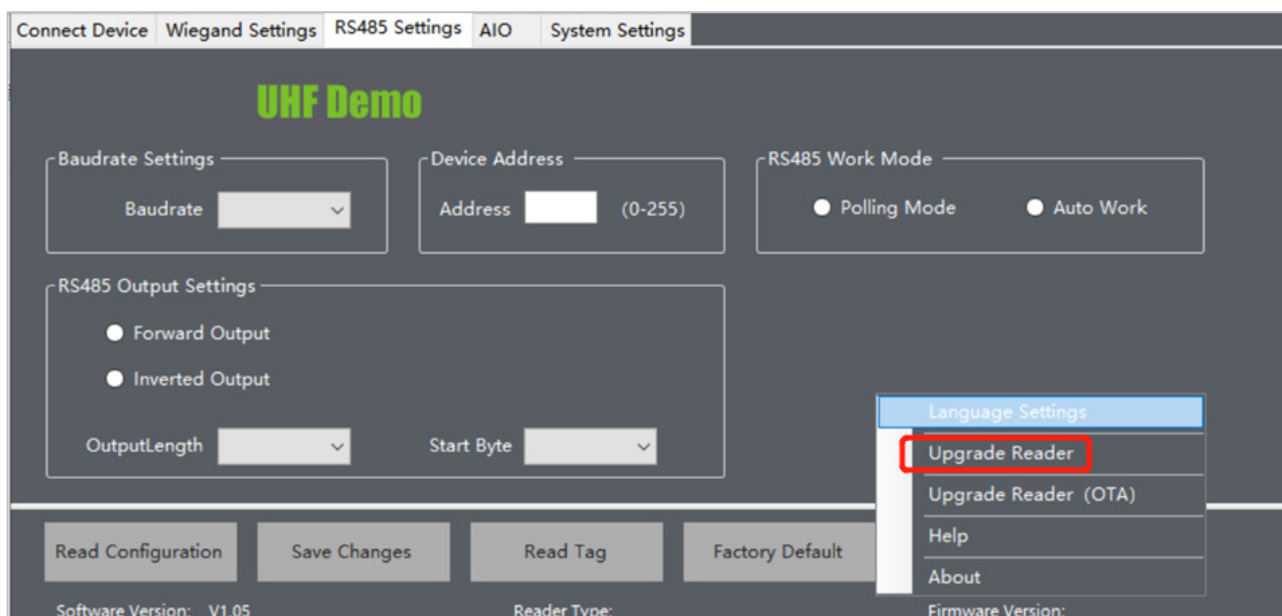 Connect Device Wiegand Settings RS485 Settings AIO System Settings
UHF Demo
Baudrate Settings
Baudrate
Device Address
Address (0-255)
RS485 Work Mode
Polling Mode Auto Work
RS485 Output Settings
Forward Output
Inverted Output
OutputLength Start Byte
Language Settings
Upgrade Reader
Upgrade Reader (OTA)
Help
About
Read Configuration Save Changes Read Tag Factory Default
Software Version: V1.05 Reader Type: Firmware Version: